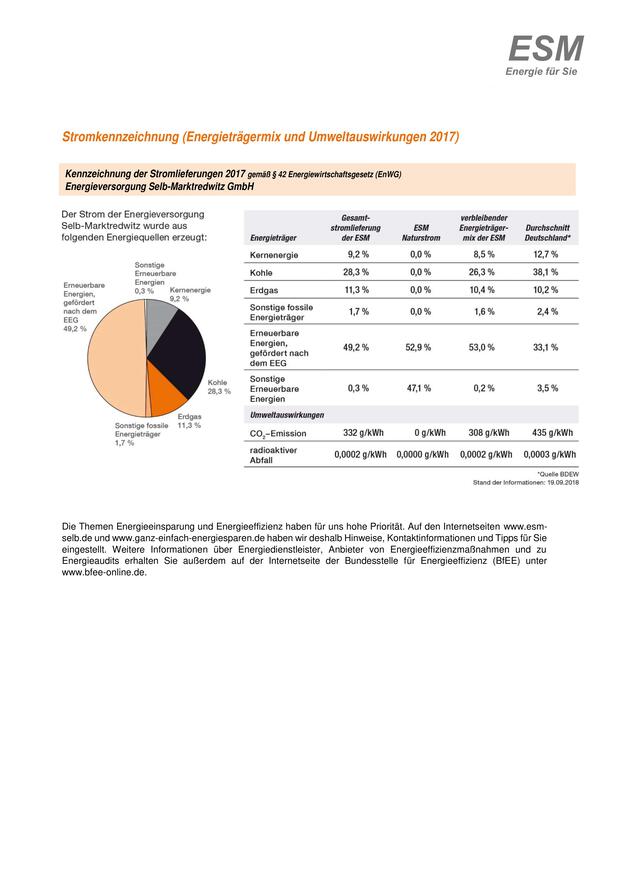 ESM
Energie für Sie
Stromkennzeichnung (Energieträgermix und Umweltauswirkungen 2017)
Kennzeichnung der Stromlieferungen 2017 gemäß § 42 Energiewirtschaftsgesetz (EnWG)
Energieversorgung Selb-Marktredwitz GmbH
Der Strom der Energieversorgung
Selb-Marktredwitz wurde aus
folgenden Energiequellen erzeugt:
Sonstige
Erneuerbare
Energien
0,3 %
Kernenergie
9,2 %
Erneuerbare
Energien,
gefördert
nach dem
EEG
49,2 %
Kohle
28,3 %
Erdgas
11,3 %
Sonstige fossile
Energieträger
1,7 %
Energieträger
Gesamt-
stromlieferung
der ESM
ESM
Naturstrom
verbleibender
Energieträger-
mix der ESM
Durchschnitt
Deutschland*
Kernenergie 9,2 % 0,0 % 8,5 % 12,7 %
Kohle 28,3 % 0,0 % 26,3 % 38,1 %
Erdgas 11,3 % 0,0 % 10,4 % 10,2 %
Sonstige fossile
Energieträger
1,7 % 0,0 % 1,6 % 2,4 %
Erneuerbare
Energien,
gefördert nach
dem EEG
49,2 % 52,9 % 53,0 % 33,1 %
Sonstige
Erneuerbare
Energien
0,3 % 47,1 % 0,2 % 3,5 %
Umweltauswirkungen
CO₂–Emission 332 g/kWh 0 g/kWh 308 g/kWh 435 g/kWh
radioaktiver
Abfall
0,0002 g/kWh 0,0000 g/kWh 0,0002 g/kWh 0,0003 g/kWh
*Quelle BDEW
Stand der Informationen: 19.09.2018
Die Themen Energieeinsparung und Energieeffizienz haben für uns hohe Priorität. Auf den Internetseiten www.esm-
selb.de und www.ganz-einfach-energiesparen.de haben wir deshalb Hinweise, Kontaktinformationen und Tipps für Sie
eingestellt. Weitere Informationen über Energiedienstleister, Anbieter von Energieeffizienzmaßnahmen und zu
Energieaudits erhalten Sie außerdem auf der Internetseite der Bundesstelle für Energieeffizienz (BfEE) unter
www.bfee-online.de.